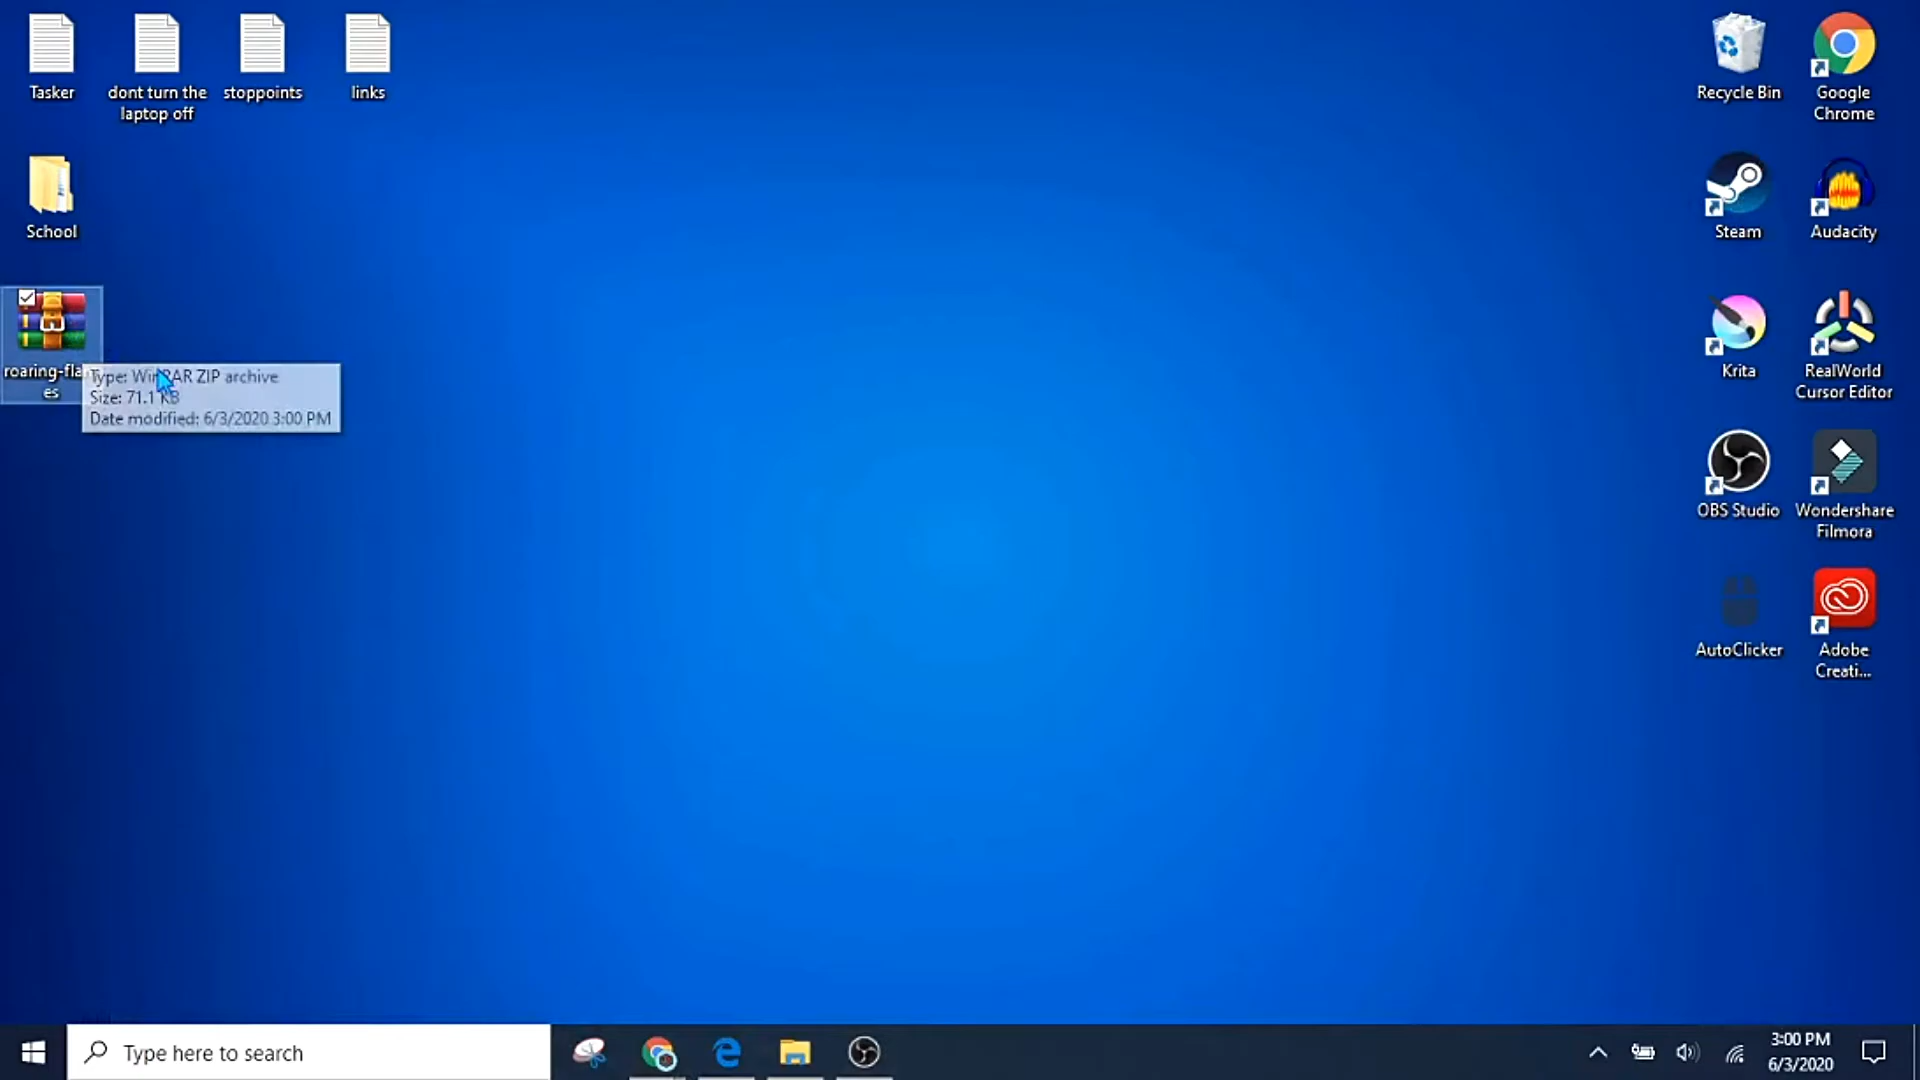 Tasker
dont turn the
laptop off
stoppoints
links
School
roaring-fla
es
Type: WinRAR ZIP archive
Size: 71.1 KB
Date modified: 6/3/2020 3:00 PM
Recycle Bin
Google
Chrome
Steam
Audacity
Krita
RealWorld
Cursor Editor
OBS Studio
Wondershare
Filmora
AutoClicker
Adobe
Creati...
Type here to search
3:00 PM
6/3/2020